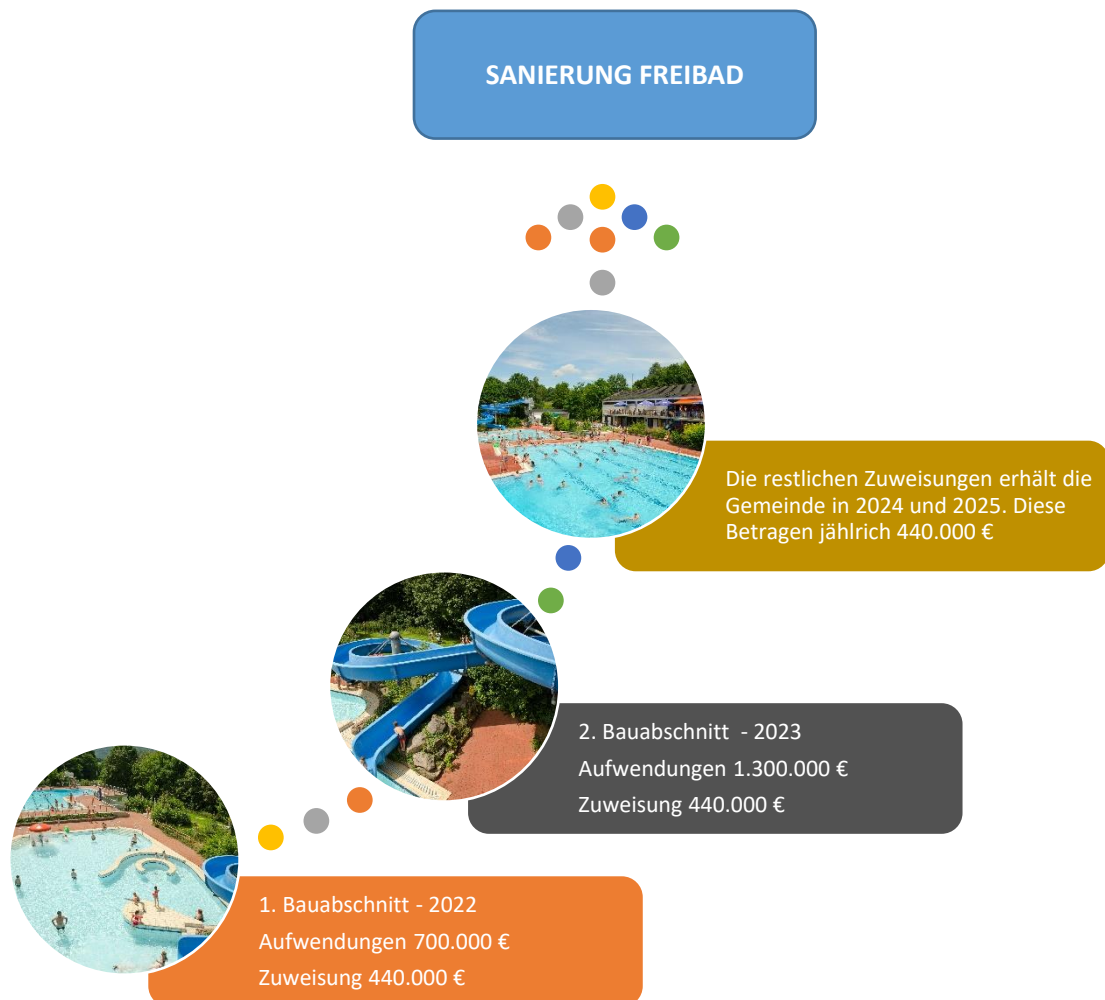 SANIERUNG FREIBAD
Die restlichen Zuweisungen erhält die
Gemeinde in 2024 und 2025. Diese
Betragen jählrich 440.000 €
2. Bauabschnitt - 2023
Aufwendungen 1.300.000 €
Zuweisung 440.000 €
1. Bauabschnitt - 2022
Aufwendungen 700.000 €
Zuweisung 440.000 €